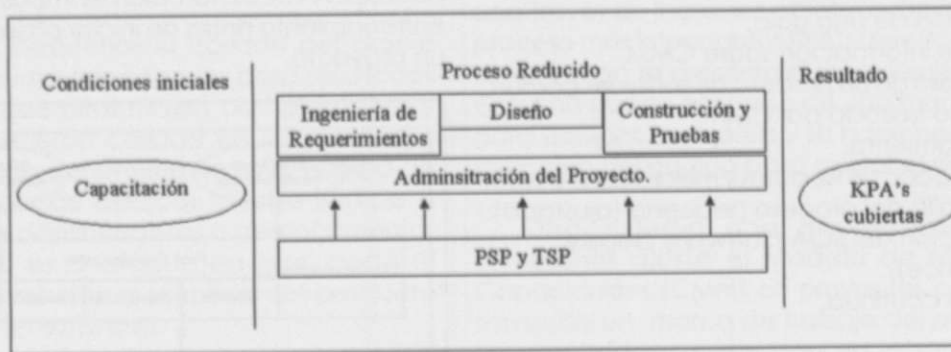 Condiciones iniciales
Proceso Reducido
Resultado
Ingeniería de
Requerimientos
Diseño
Construcción y
Pruebas
Adminsitración del Proyecto.
Capacitación
KPA's
cubiertas
PSP y TSP